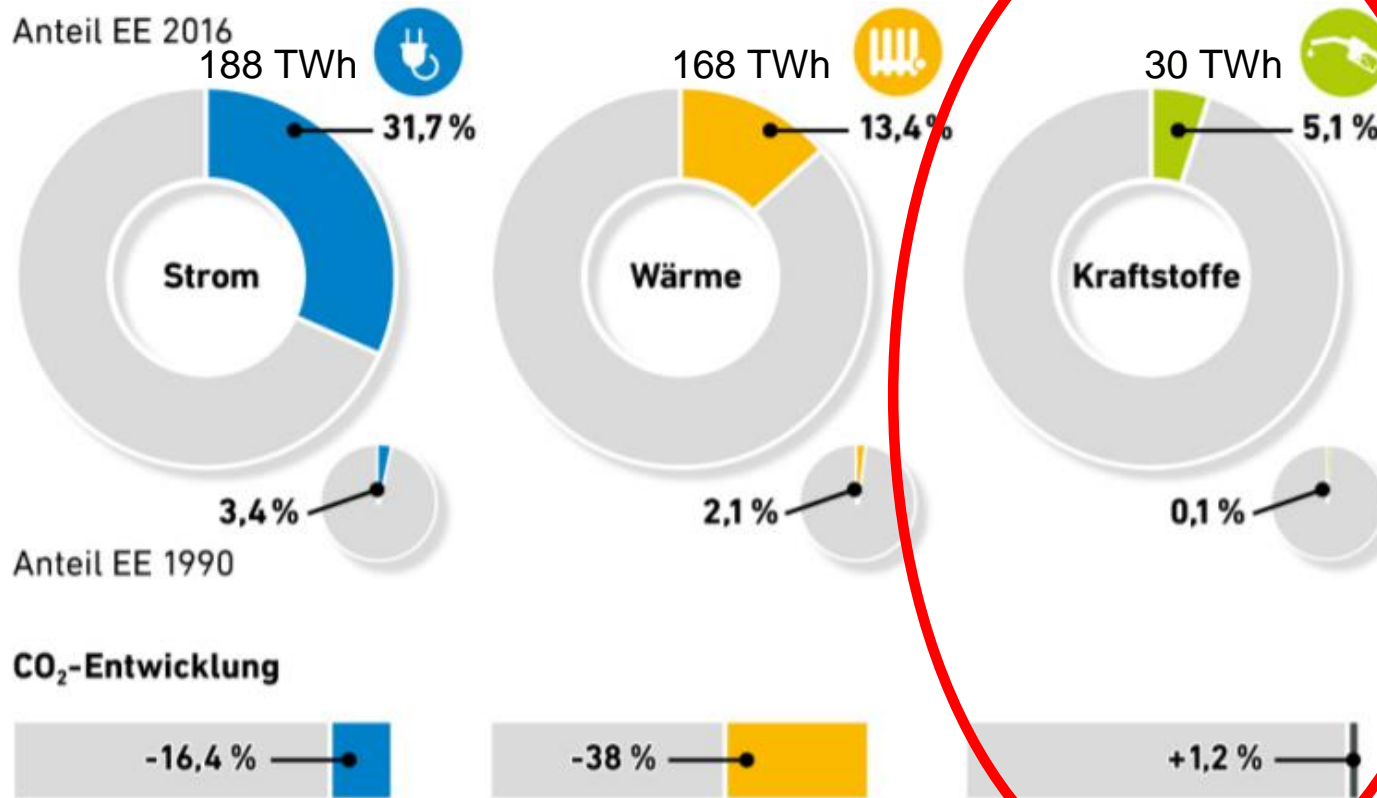 Anteil EE 2016
188 TWh
168 TWh
30 TWh
31,7 %
13,4 %
5,1 %
Strom
Wärme
Kraftstoffe
3,4 %
2,1 %
0,1 %
Anteil EE 1990
CO₂-Entwicklung
-16,4 %
-38 %
+1,2 %